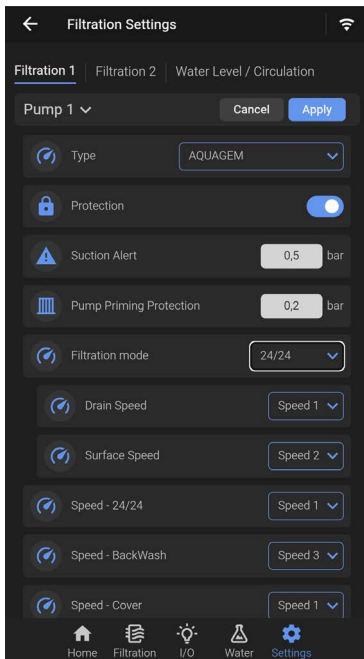 Filtration Settings
Filtration 1 Filtration 2 Water Level / Circulation
Pump 1 Cancel Apply
Type AQUAGEM
Protection
Suction Alert 0,5 bar
Pump Priming Protection 0,2 bar
Filtration mode 24/24
Drain Speed Speed 1
Surface Speed Speed 2
Speed - 24/24 Speed 1
Speed - BackWash Speed 3
Speed - Cover Speed 1
Home Filtration I/O Water Settings